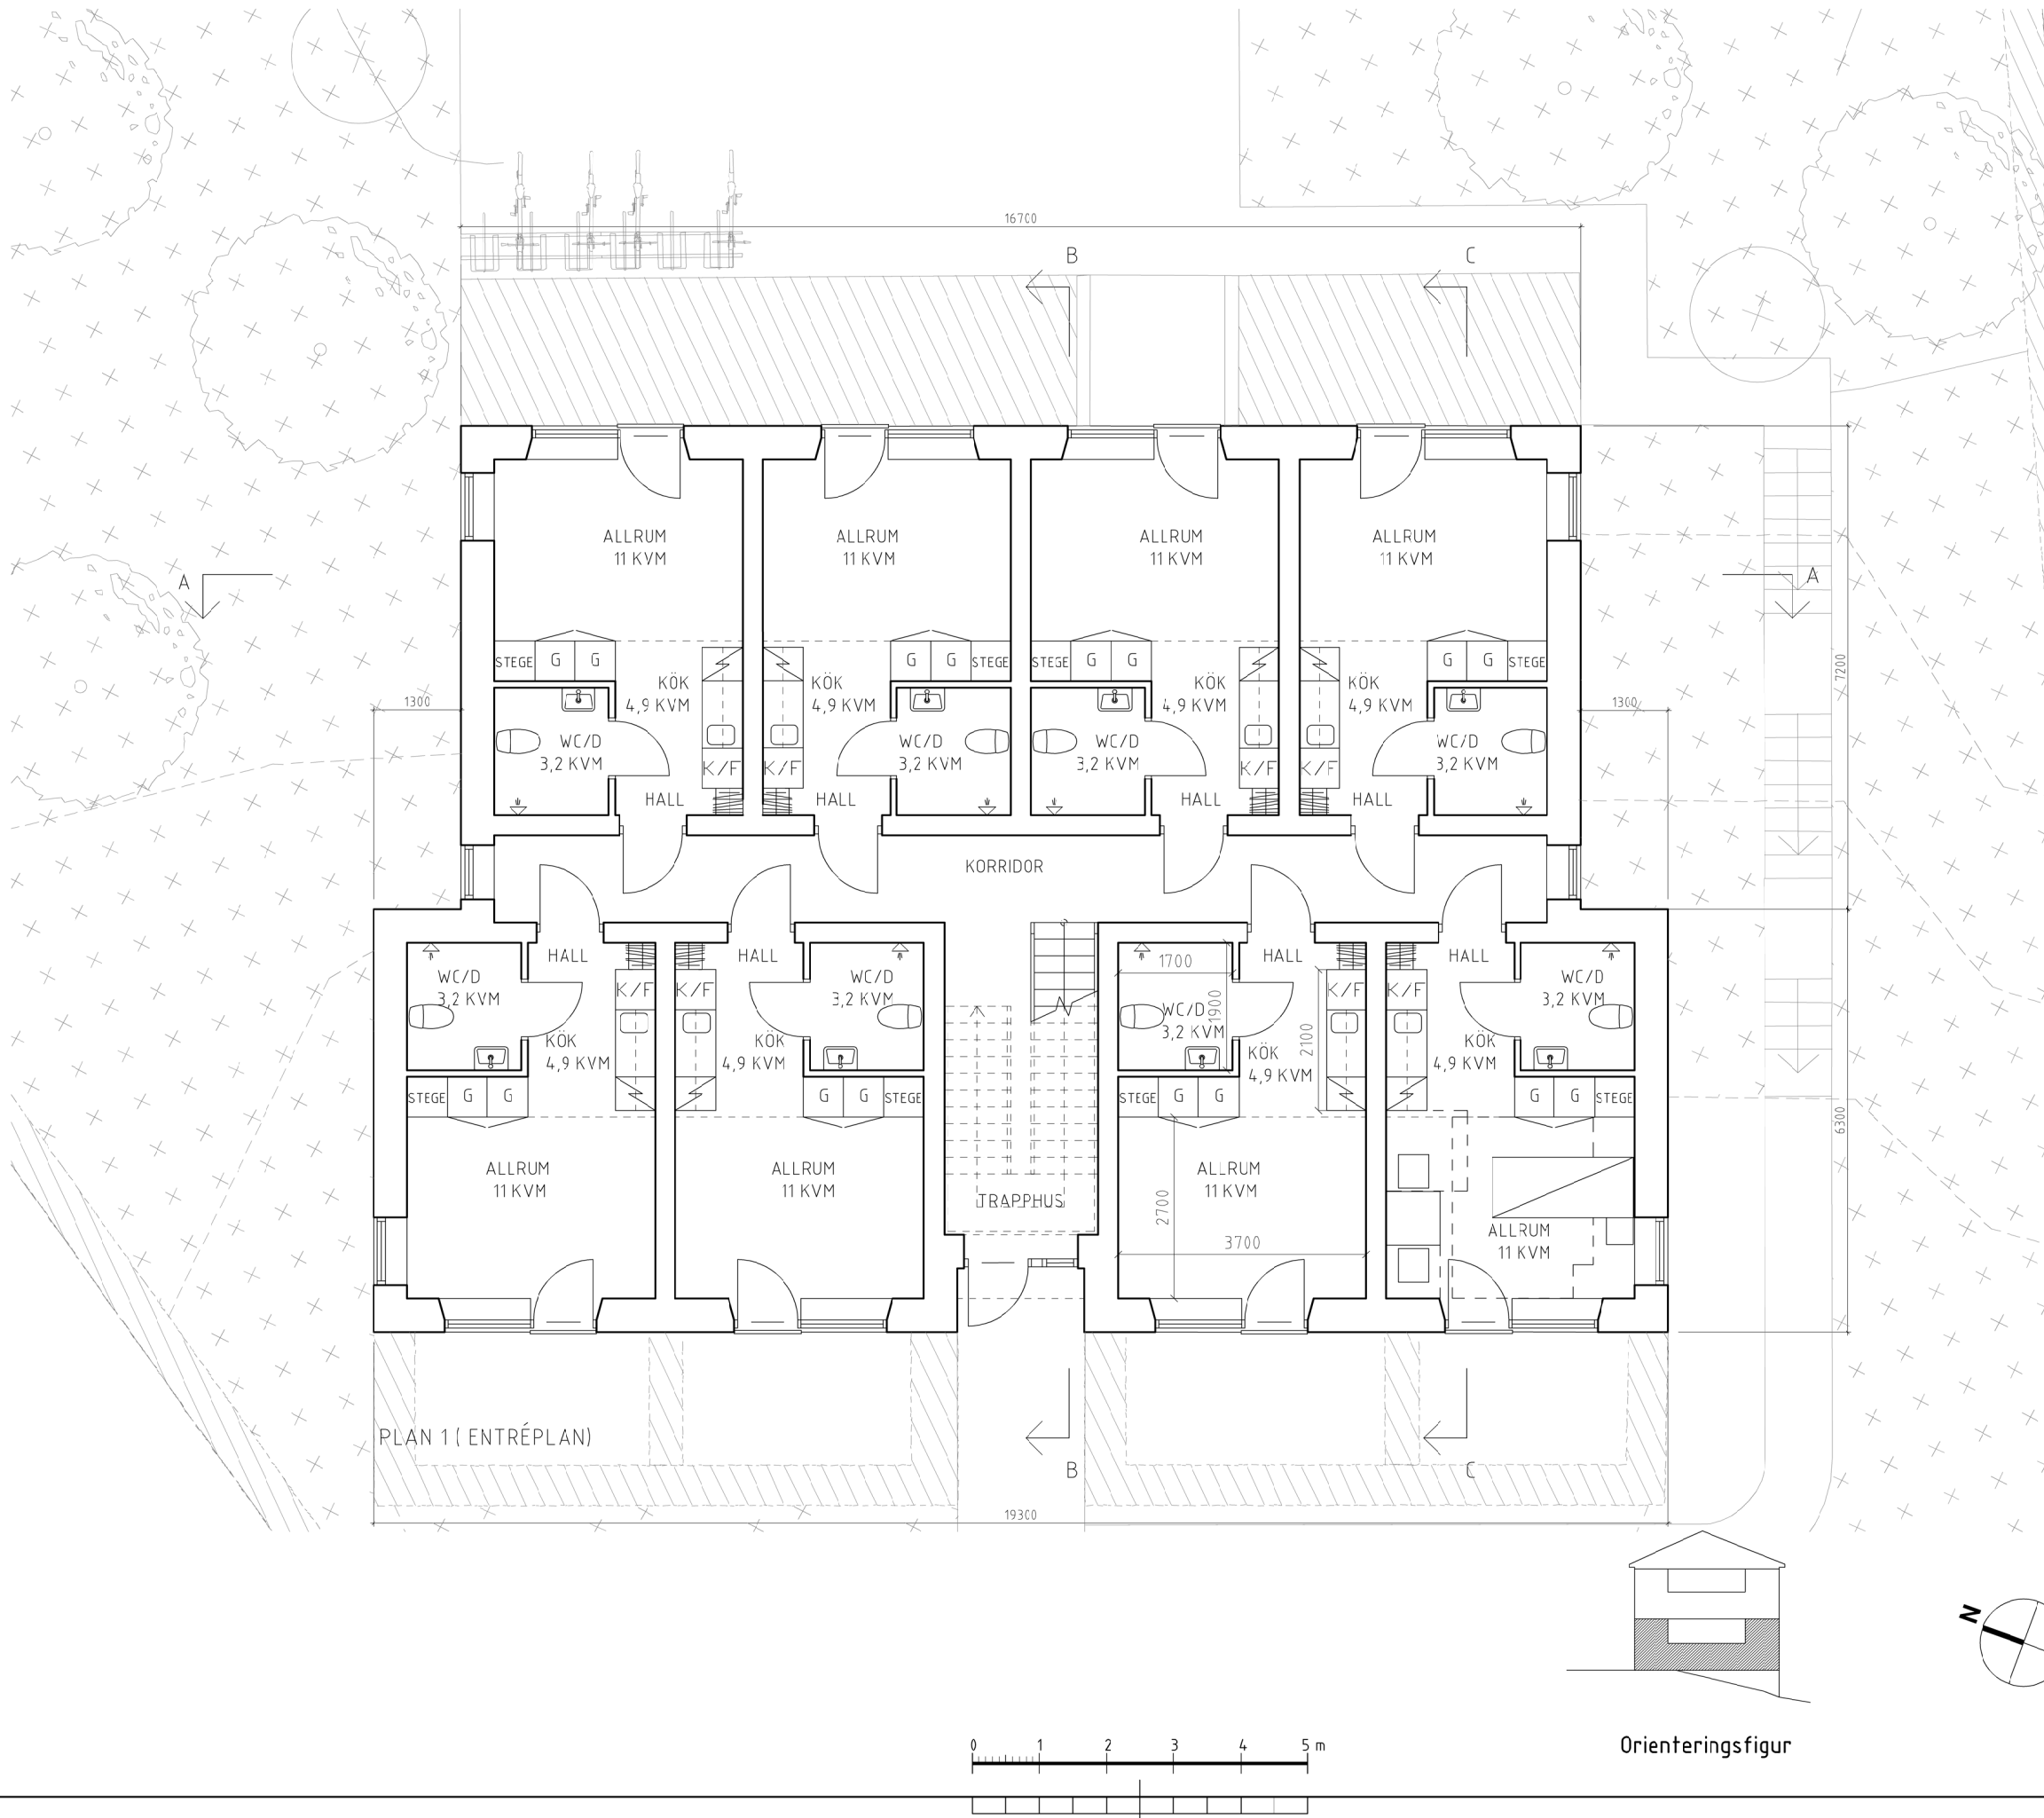 16700
B
C
ALLRUM
11 KVM
ALLRUM
11 KVM
ALLRUM
11 KVM
ALLRUM
11 KVM
A
A
STEGE
G
G
G
G
STEGE
STEGE
G
G
G
G
STEGE
7200
KÖK
4,9 KVM
KÖK
4,9 KVM
KÖK
4,9 KVM
KÖK
4,9 KVM
1300
1300
WC/D
3,2 KVM
WC/D
3,2 KVM
WC/D
3,2 KVM
WC/D
3,2 KVM
K/F
K/F
K/F
K/F
HALL
HALL
HALL
HALL
KORRIDOR
HALL
HALL
HALL
HALL
WC/D
3,2 KVM
WC/D
3,2 KVM
1700
WC/D
3,2 KVM
1900
WC/D
3,2 KVM
K/F
K/F
K/F
K/F
KÖK
4,9 KVM
KÖK
4,9 KVM
KÖK
4,9 KVM
2100
KÖK
4,9 KVM
STEGE
G
G
G
G
STEGE
STEGE
G
G
G
G
STEGE
6300
ALLRUM
11 KVM
ALLRUM
11 KVM
TRAPPHUS
ALLRUM
11 KVM
2700
3700
ALLRUM
11 KVM
PLAN 1 ( ENTRÉPLAN)
B
C
19300
N
Orienteringsfigur
0 1 2 3 4 5 m